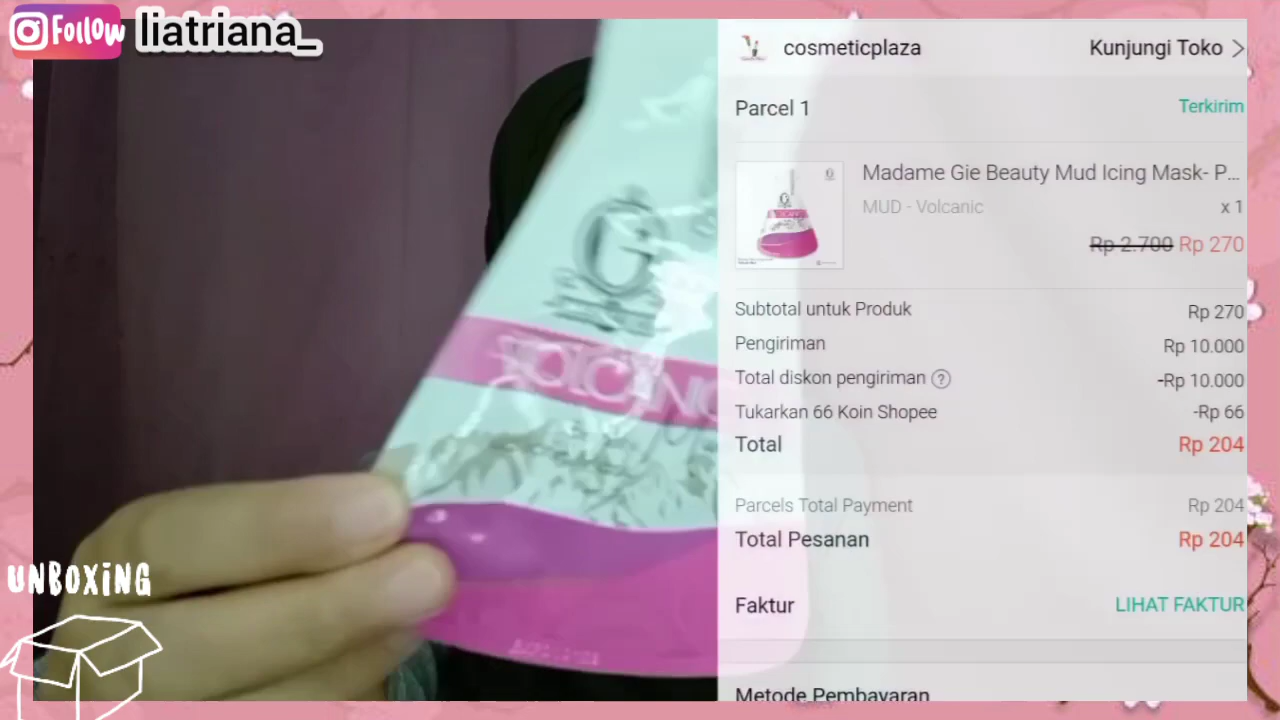 Follow liatriana_
cosmeticplaza Kunjungi Toko >
Parcel 1 Terkirim
Madame Gie Beauty Mud Icing Mask- P...
MUD - Volcanic x 1
Rp 2.700 Rp 270
Subtotal untuk Produk Rp 270
Pengiriman Rp 10.000
Total diskon pengiriman ? -Rp 10.000
Tukarkan 66 Koin Shopee -Rp 66
Total Rp 204
Parcels Total Payment Rp 204
Total Pesanan Rp 204
Faktur LIHAT FAKTUR
Metode Pembayaran
G
UNBOXING